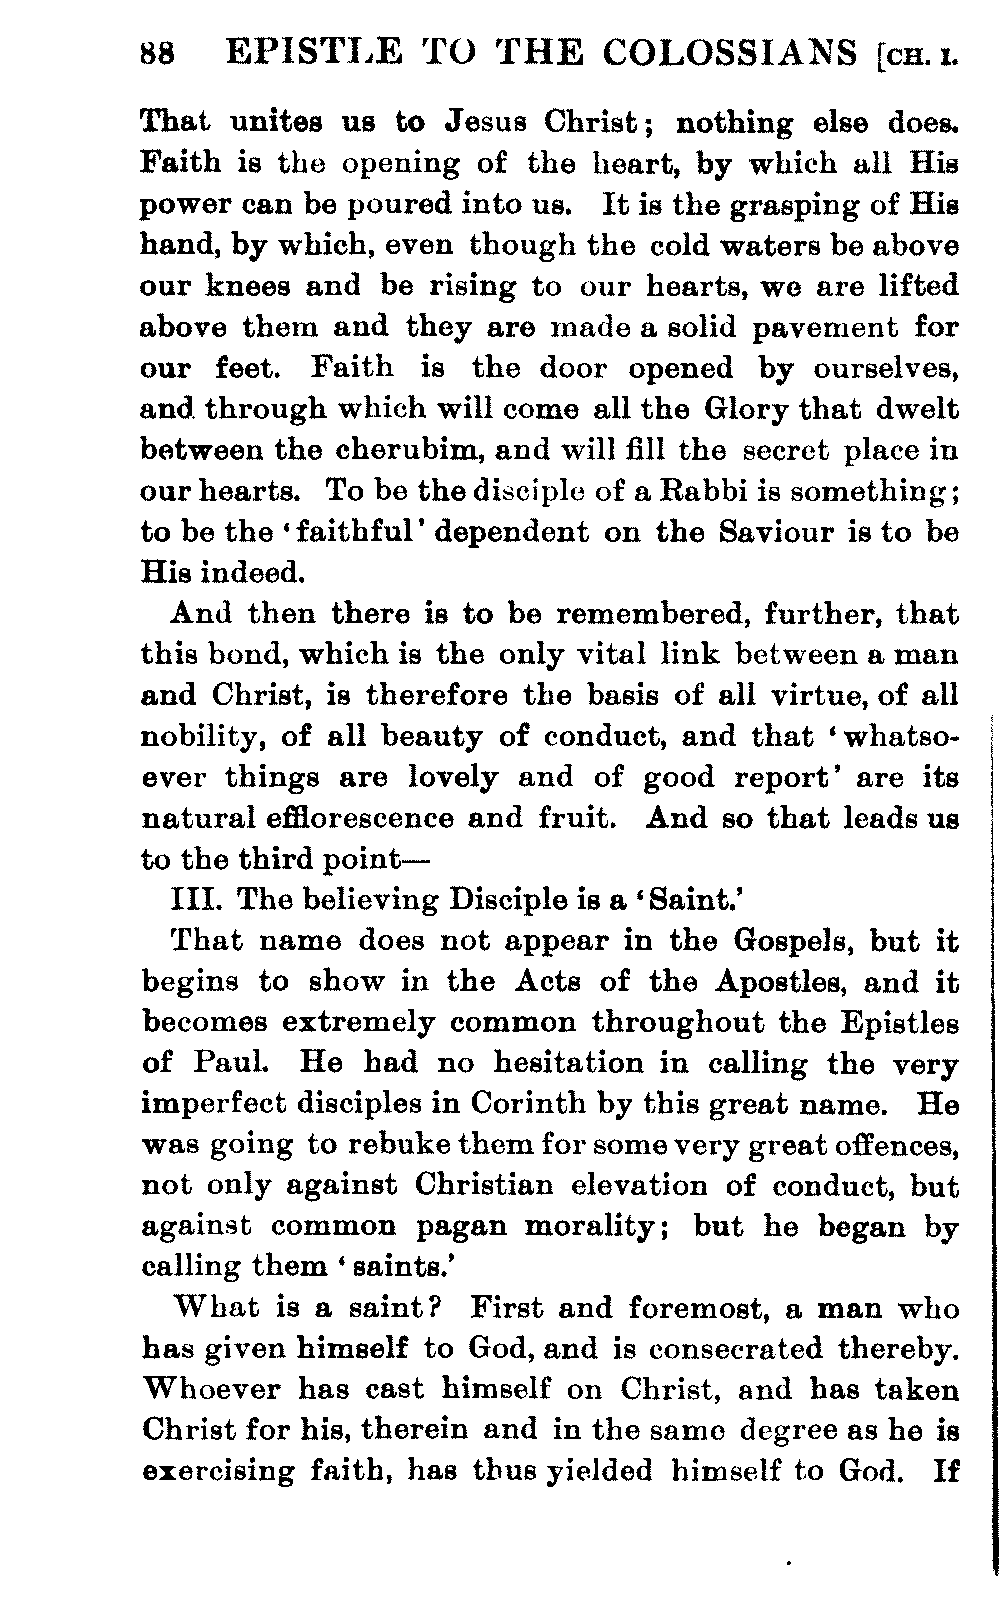 88 EPISTLE TO THE COLOSSIANS [CH. I.
That unites us to Jesus Christ; nothing else does.
Faith is the opening of the heart, by which all His
power can be poured into us. It is the grasping of His
hand, by which, even though the cold waters be above
our knees and be rising to our hearts, we are lifted
above them and they are made a solid pavement for
our feet. Faith is the door opened by ourselves,
and through which will come all the Glory that dwelt
between the cherubim, and will fill the secret place in
our hearts. To be the disciple of a Rabbi is something;
to be the ‘faithful’ dependent on the Saviour is to be
His indeed.
And then there is to be remembered, further, that
this bond, which is the only vital link between a man
and Christ, is therefore the basis of all virtue, of all
nobility, of all beauty of conduct, and that ‘whatso-
ever things are lovely and of good report’ are its
natural efflorescence and fruit. And so that leads us
to the third point—
III. The believing Disciple is a ‘Saint.’
That name does not appear in the Gospels, but it
begins to show in the Acts of the Apostles, and it
becomes extremely common throughout the Epistles
of Paul. He had no hesitation in calling the very
imperfect disciples in Corinth by this great name. He
was going to rebuke them for some very great offences,
not only against Christian elevation of conduct, but
against common pagan morality; but he began by
calling them ‘saints.’
What is a saint? First and foremost, a man who
has given himself to God, and is consecrated thereby.
Whoever has cast himself on Christ, and has taken
Christ for his, therein and in the same degree as he is
exercising faith, has thus yielded himself to God. If